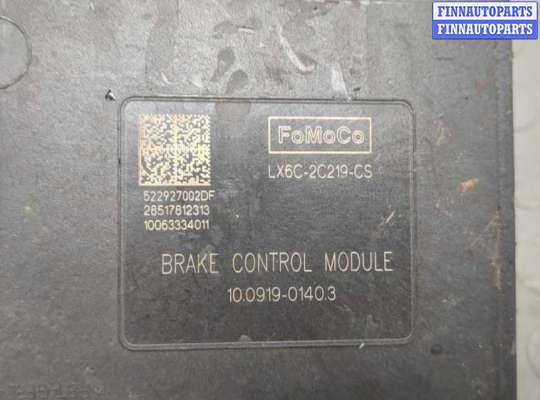 FINNAUTOPARTS
FINNAUTOPARTS
FoMoCo
LX6C-2C219-CS
522927002DF
28517812313
10063334011
BRAKE CONTROL MODULE
10.0919-0140.3